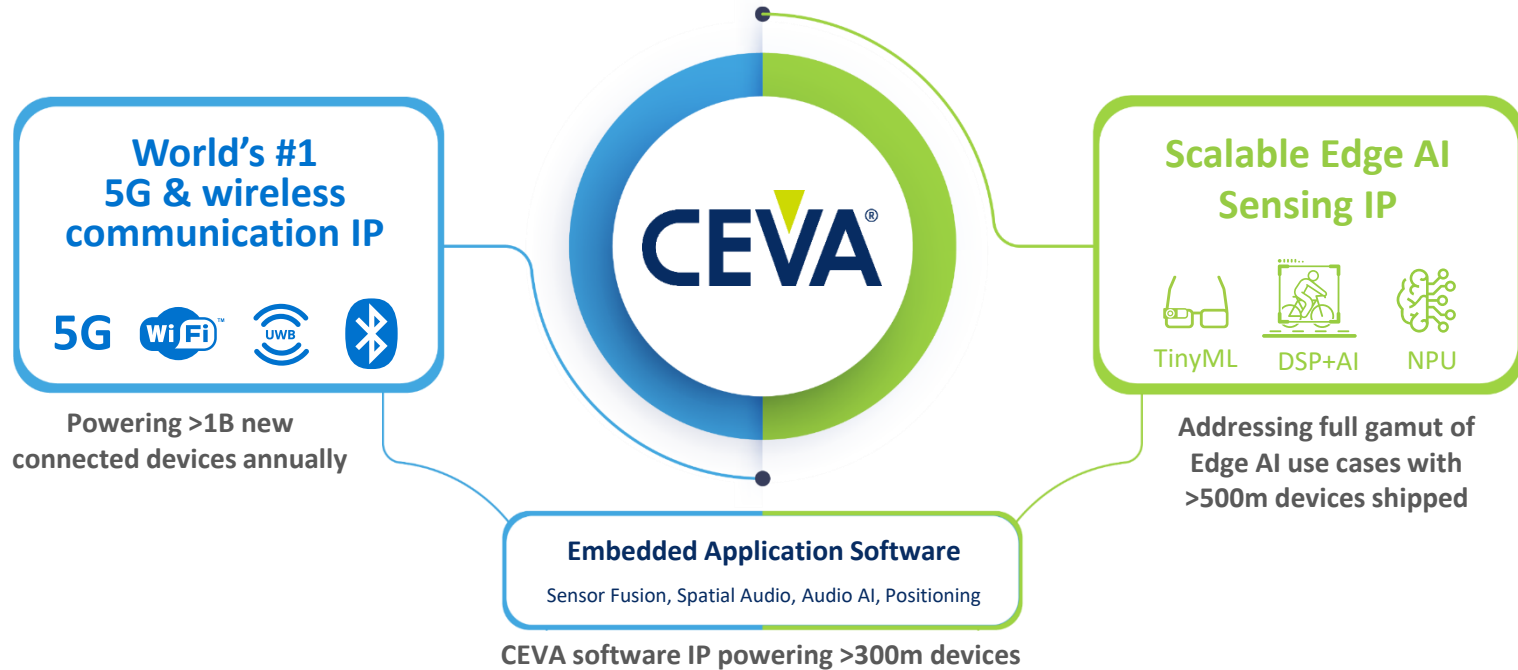 World's #1
5G & wireless
communication IP
5G
WiFi™
UWB
Powering >1B new
connected devices annually
CEVA®
Scalable Edge AI
Sensing IP
TinyML
DSP+AI
NPU
Addressing full gamut of
Edge AI use cases with
>500m devices shipped
Embedded Application Software
Sensor Fusion, Spatial Audio, Audio AI, Positioning
CEVA software IP powering >300m devices